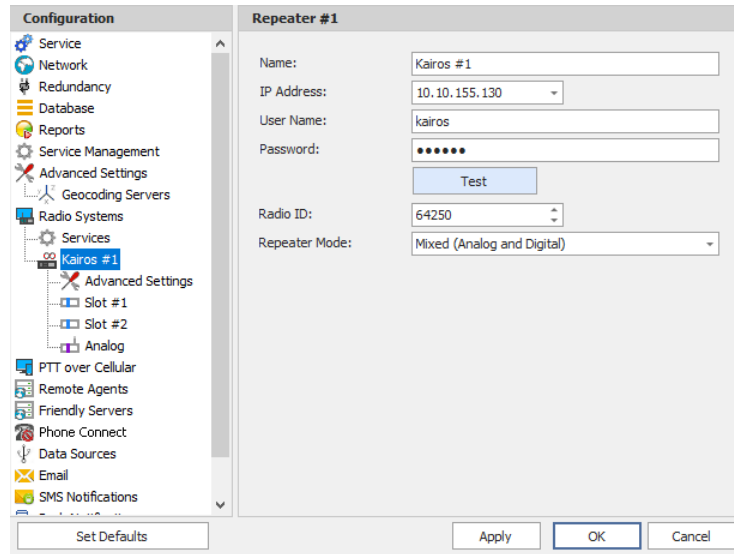 Configuration
Service
Network
Redundancy
Database
Reports
Service Management
Advanced Settings
Geocoding Servers
Radio Systems
Services
Kairos #1
Advanced Settings
Slot #1
Slot #2
Analog
PTT over Cellular
Remote Agents
Friendly Servers
Phone Connect
Data Sources
Email
SMS Notifications
Set Defaults
Repeater #1
Name: Kairos #1
IP Address: 10.10.155.130
User Name: kairos
Password: ●●●●●●
Test
Radio ID: 64250
Repeater Mode: Mixed (Analog and Digital)
Apply OK Cancel